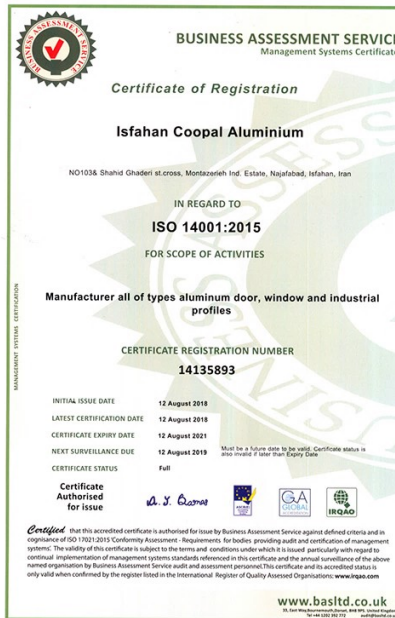 BUSINESS ASSESSMENT SERVICE
Management Systems Certificate
BUSINESS ASSESSMENT SERVICE
Certificate of Registration
Isfahan Coopal Aluminium
NO103& Shahid Ghaderi st.cross, Montazerieh Ind. Estate, Najafabad, Isfahan, Iran
IN REGARD TO
ISO 14001:2015
FOR SCOPE OF ACTIVITIES
Manufacturer all of types aluminum door, window and industrial
profiles
MANAGEMENT SYSTEMS CERTIFICATION
CERTIFICATE REGISTRATION NUMBER
14135893
INITIAL ISSUE DATE 12 August 2018
LATEST CERTIFICATION DATE 12 August 2018
CERTIFICATE EXPIRY DATE 12 August 2021
NEXT SURVEILLANCE DUE 12 August 2019 Must be a future date to be valid. Certificate status is
also invalid if later than Expiry Date
CERTIFICATE STATUS Full
Certificate
Authorised
for issue
GA
GLOBAL
IRQAO
Certified that this accredited certificate is authorised for issue by Business Assessment Service against defined criteria and in
cognisance of ISO 17021:2015 'Conformity Assessment - Requirements for bodies providing audit and certification of management
systems'. The validity of this certificate is subject to the terms and conditions under which it is issued particularly with regard to
continual implementation of management systems standards referenced in this certificate and the annual surveillance of the above
named organisation by Business Assessment Service audit and assessment personnel. This certificate and its accredited status is
only valid when confirmed by the register listed in the International Register of Quality Assessed Organisations: www.irqao.com
www.basltd.co.uk